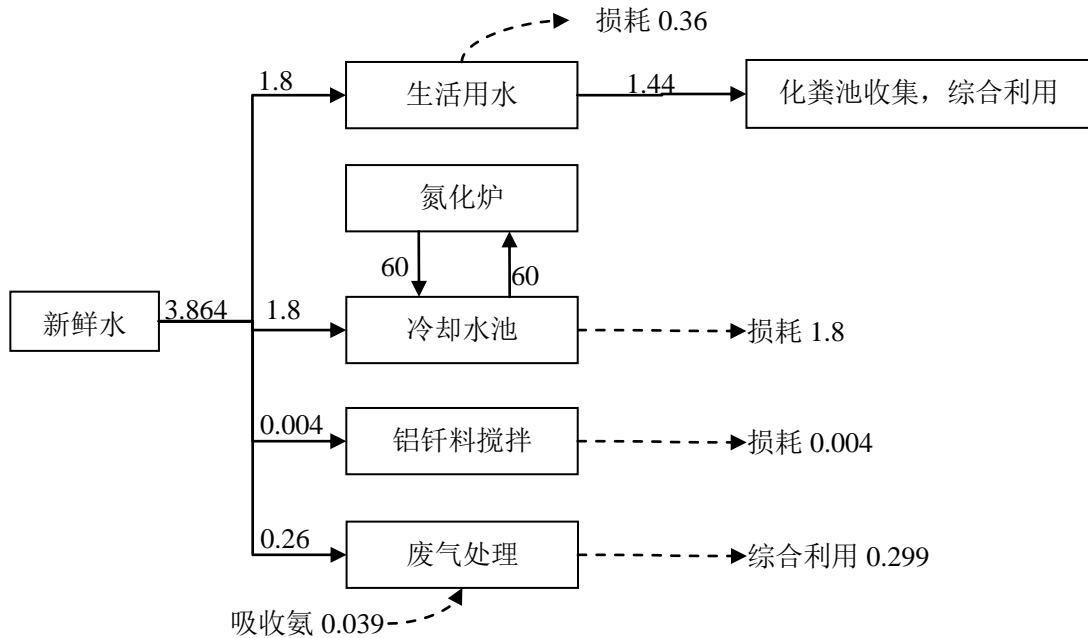 损耗 0.36
1.8
生活用水
1.44
化粪池收集，综合利用
氮化炉
60
60
新鲜水
3.864
1.8
冷却水池
损耗 1.8
0.004
铝钎料搅拌
损耗 0.004
0.26
废气处理
综合利用 0.299
吸收氨 0.039